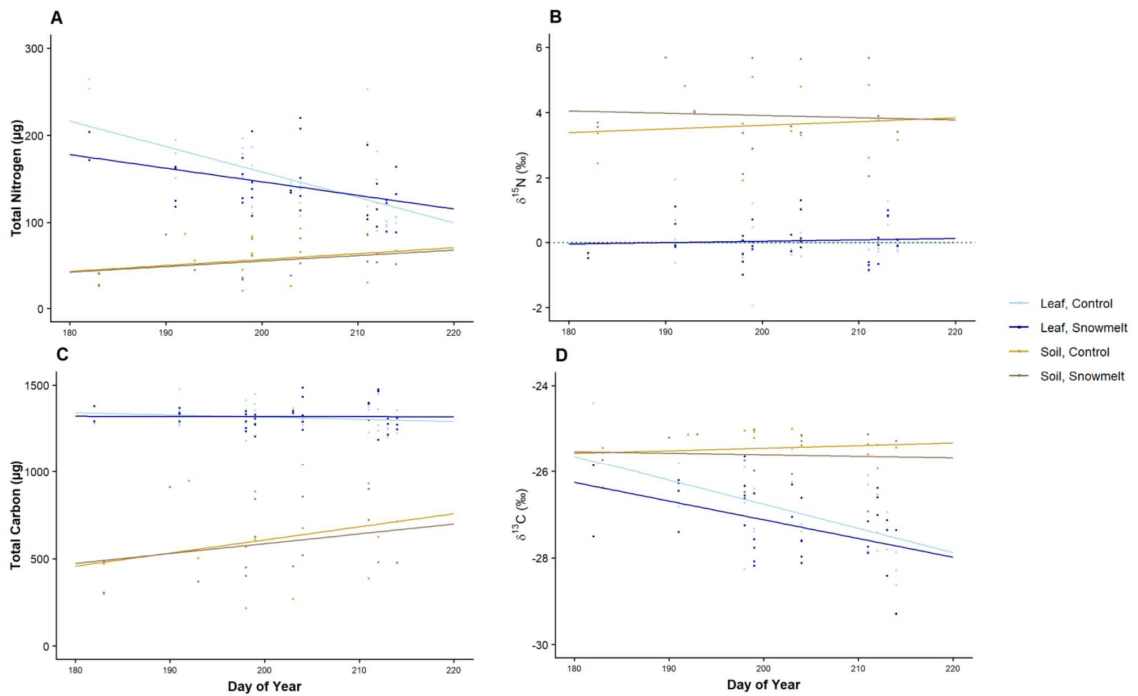 A
Total Nitrogen (µg)
300
200
100
0
180 190 200 210 220
B
δ15N (‰)
6
4
2
0
-2
180 190 200 210 220
C
Total Carbon (µg)
1500
1000
500
0
180 190 200 210 220
Day of Year
D
δ13C (‰)
-24
-26
-28
-30
180 190 200 210 220
Day of Year
Leaf, Control
Leaf, Snowmelt
Soil, Control
Soil, Snowmelt